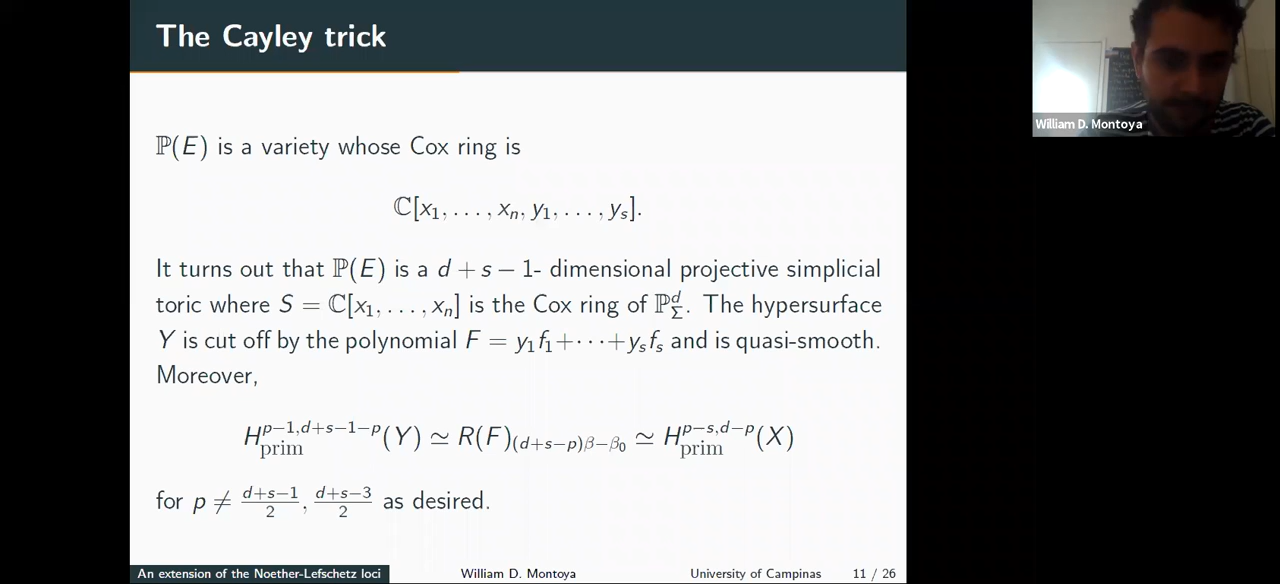 The Cayley trick
ℙ(E) is a variety whose Cox ring is
ℂ[x₁, . . . , xₙ, y₁, . . . , yₛ].
It turns out that ℙ(E) is a d + s − 1- dimensional projective simplicial
toric where S = ℂ[x₁, . . . , xₙ] is the Cox ring of ℙ^d_Σ. The hypersurface
Y is cut off by the polynomial F = y₁f₁+· · ·+yₛfₛ and is quasi-smooth.
Moreover,
H^{p−1,d+s−1−p}_{prim}(Y) ≃ R(F)_{(d+s−p)β−β₀} ≃ H^{p−s,d−p}_{prim}(X)
for p ≠ \frac{d+s−1}{2}, \frac{d+s−3}{2} as desired.
An extension of the Noether-Lefschetz loci William D. Montoya University of Campinas 11 / 26
William D. Montoya